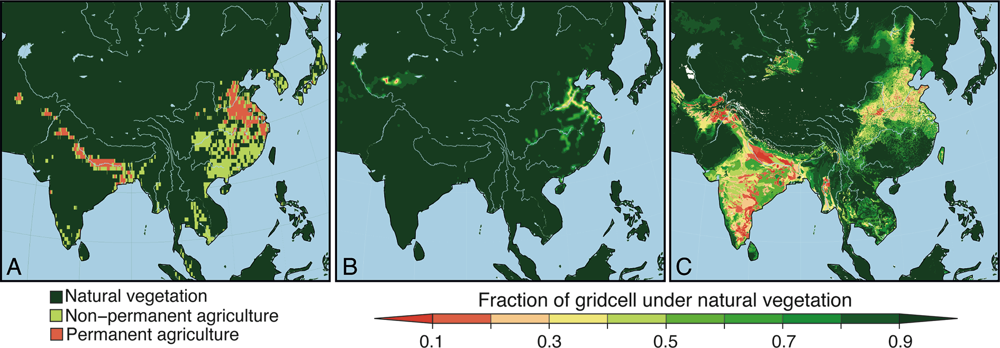 A
B
C
Natural vegetation
Non-permanent agriculture
Permanent agriculture
Fraction of gridcell under natural vegetation
0.1 0.3 0.5 0.7 0.9